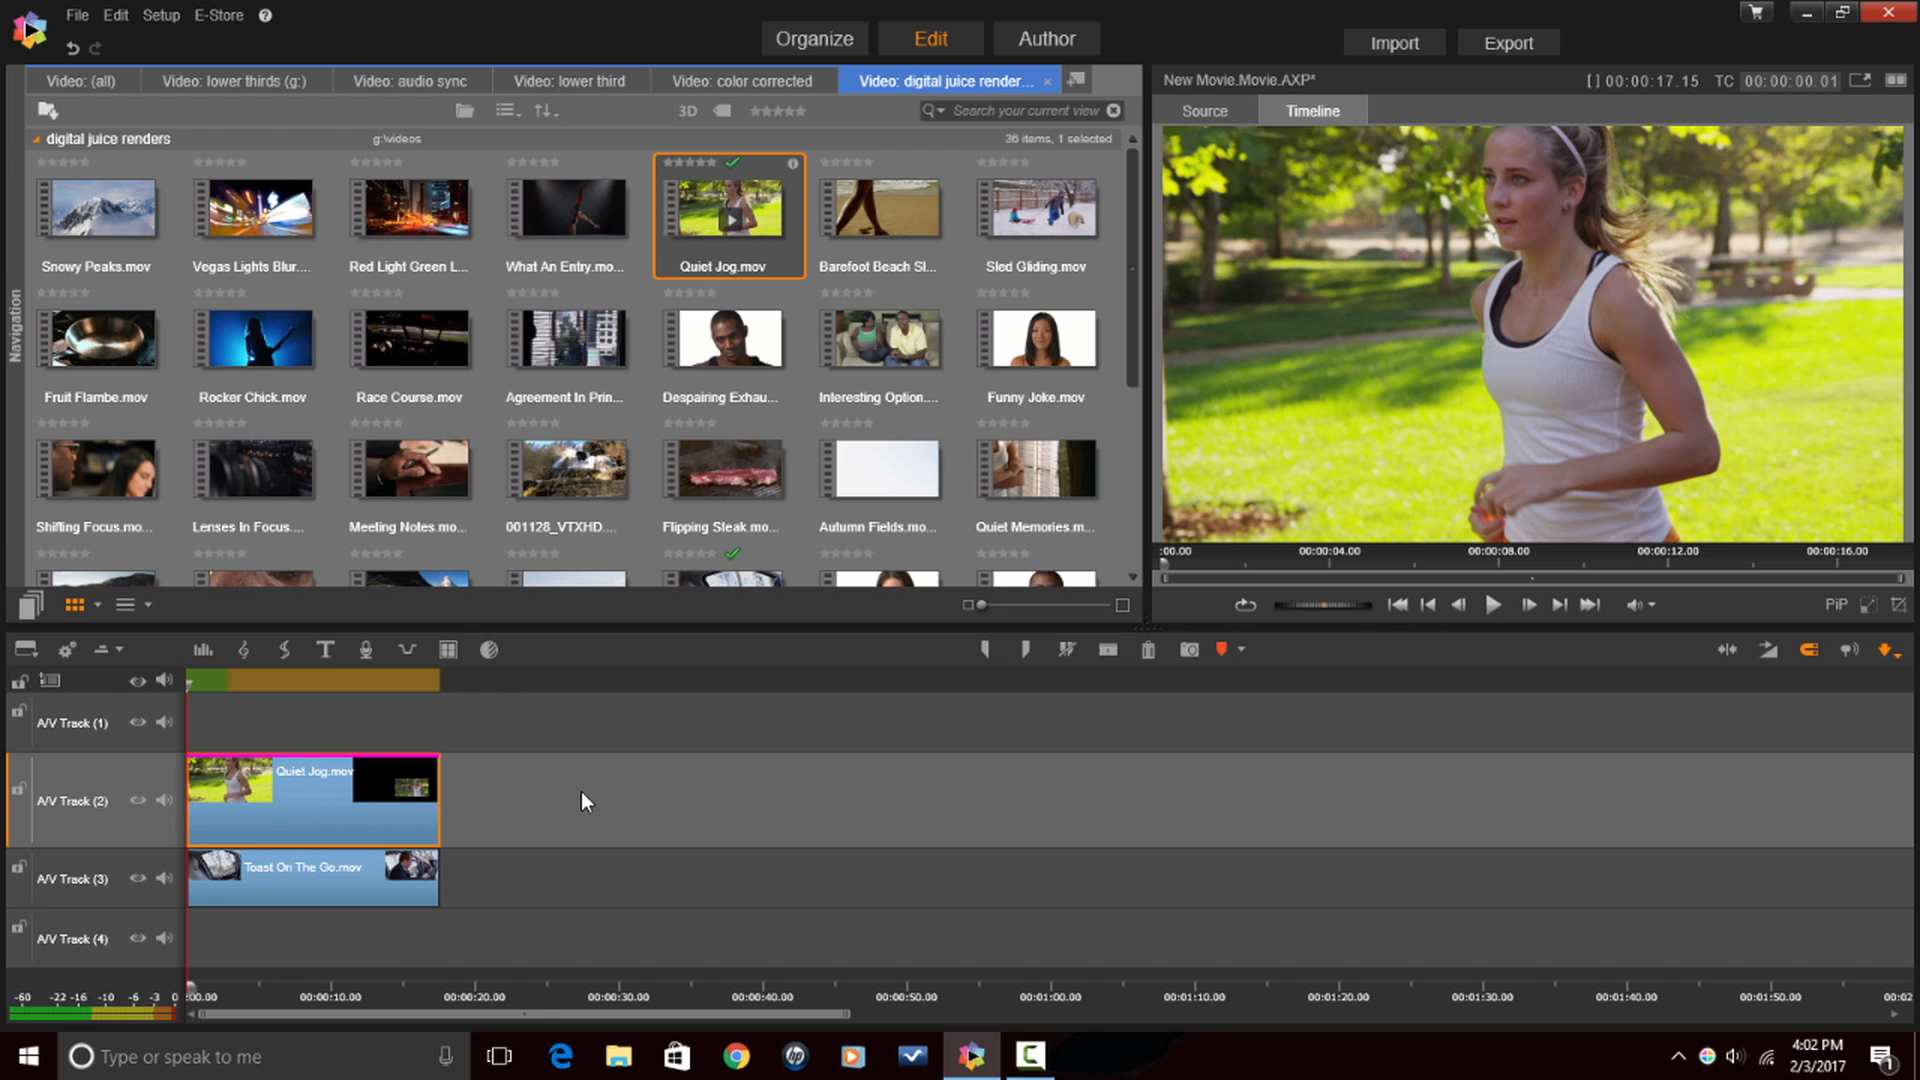 File Edit Setup E-Store
Organize Edit Author
Import Export
Video: (all) Video: lower thirds (g:) Video: audio sync Video: lower third Video: color corrected Video: digital juice render... ×
New Movie.Movie.AXP* [ ] 00:00:17.15 TC 00:00:00.01
3D Search your current view
Source Timeline
digital juice renders g:\videos 36 items, 1 selected
Snowy Peaks.mov Vegas Lights Blur.... Red Light Green L... What An Entry.mo... Quiet Jog.mov Barefoot Beach Sl... Sled Gliding.mov
Navigation
Fruit Flambe.mov Rocker Chick.mov Race Course.mov Agreement In Prin... Despairing Exhau... Interesting Option.... Funny Joke.mov
Shifting Focus.mo... Lenses In Focus.... Meeting Notes.mo... 001128_VTXHD.... Flipping Steak.mo... Autumn Fields.mo... Quiet Memories.m...
:00.00 00:00:04.00 00:00:08.00 00:00:12.00 00:00:16.00
PiP
A/V Track (1)
Quiet Jog.mov
A/V Track (2)
Toast On The Go.mov
A/V Track (3)
A/V Track (4)
-60 -22 -16 -10 -6 -3 0 :00.00 00:00:10.00 00:00:20.00 00:00:30.00 00:00:40.00 00:00:50.00 00:01:00.00 00:01:10.00 00:01:20.00 00:01:30.00 00:01:40.00 00:01:50.00 00:02
Type or speak to me
4:02 PM
2/3/2017
1